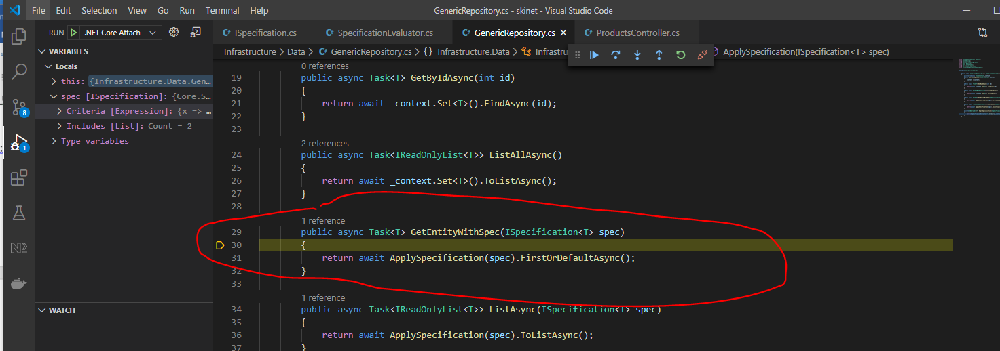 File Edit Selection View Go Run Terminal Help GenericRepository.cs - skinet - Visual Studio Code
RUN .NET Core Attach ISpecification.cs SpecificationEvaluator.cs GenericRepository.cs ProductsController.cs
VARIABLES Infrastructure > Data > GenericRepository.cs > {} Infrastructure.Data > Infrastru ApplySpecification(ISpecification<T> spec)
Locals
this: {Infrastructure.Data.Gen…
spec [ISpecification]: {Core.S…
Criteria [Expression]: {x => …
Includes [List]: Count = 2
Type variables
WATCH
8
1
0 references
19 public async Task<T> GetByIdAsync(int id)
20 {
21 return await _context.Set<T>().FindAsync(id);
22 }
23
2 references
24 public async Task<IReadOnlyList<T>> ListAllAsync()
25 {
26 return await _context.Set<T>().ToListAsync();
27 }
28
1 reference
29 public async Task<T> GetEntityWithSpec(ISpecification<T> spec)
30 {
31 return await ApplySpecification(spec).FirstOrDefaultAsync();
32 }
33
1 reference
34 public async Task<IReadOnlyList<T>> ListAsync(ISpecification<T> spec)
35 {
36 return await ApplySpecification(spec).ToListAsync();
37 }